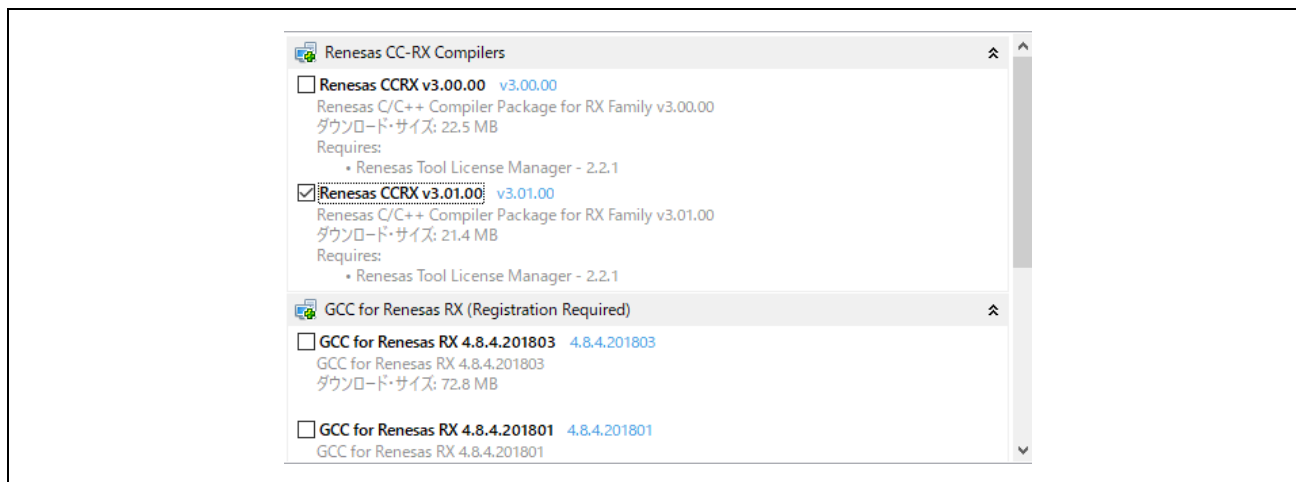 Renesas CC-RX Compilers
Renesas CCRX v3.00.00 v3.00.00
Renesas C/C++ Compiler Package for RX Family v3.00.00
ダウンロード・サイズ: 22.5 MB
Requires:
• Renesas Tool License Manager - 2.2.1
Renesas CCRX v3.01.00 v3.01.00
Renesas C/C++ Compiler Package for RX Family v3.01.00
ダウンロード・サイズ: 21.4 MB
Requires:
• Renesas Tool License Manager - 2.2.1
GCC for Renesas RX (Registration Required)
GCC for Renesas RX 4.8.4.201803 4.8.4.201803
GCC for Renesas RX 4.8.4.201803
ダウンロード・サイズ: 72.8 MB
GCC for Renesas RX 4.8.4.201801 4.8.4.201801
GCC for Renesas RX 4.8.4.201801